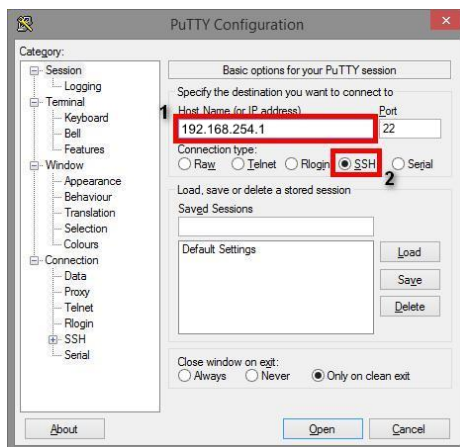 PuTTY Configuration
Category:
Session
Logging
Terminal
Keyboard
Bell
Features
Window
Appearance
Behaviour
Translation
Selection
Colours
Connection
Data
Proxy
Telnet
Rlogin
SSH
Serial
Basic options for your PuTTY session
Specify the destination you want to connect to
Host Name (or IP address) Port
1
192.168.254.1 22
Connection type:
Raw Telnet Rlogin SSH Serial
2
Load, save or delete a stored session
Saved Sessions
Default Settings
Load
Save
Delete
Close window on exit:
Always Never Only on clean exit
About Open Cancel